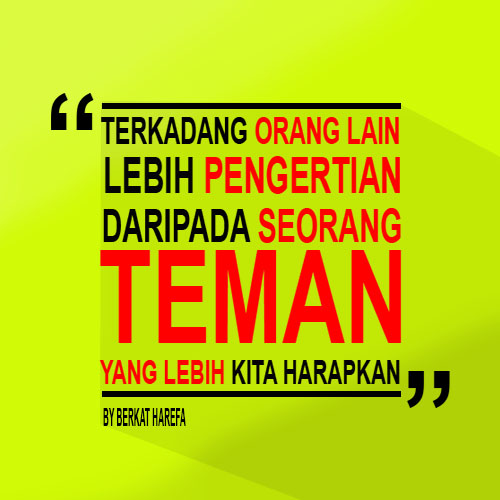 “
TERKADANG ORANG LAIN
LEBIH PENGERTIAN
DARIPADA SEORANG
TEMAN
YANG LEBIH KITA HARAPKAN
”
BY BERKAT HAREFA